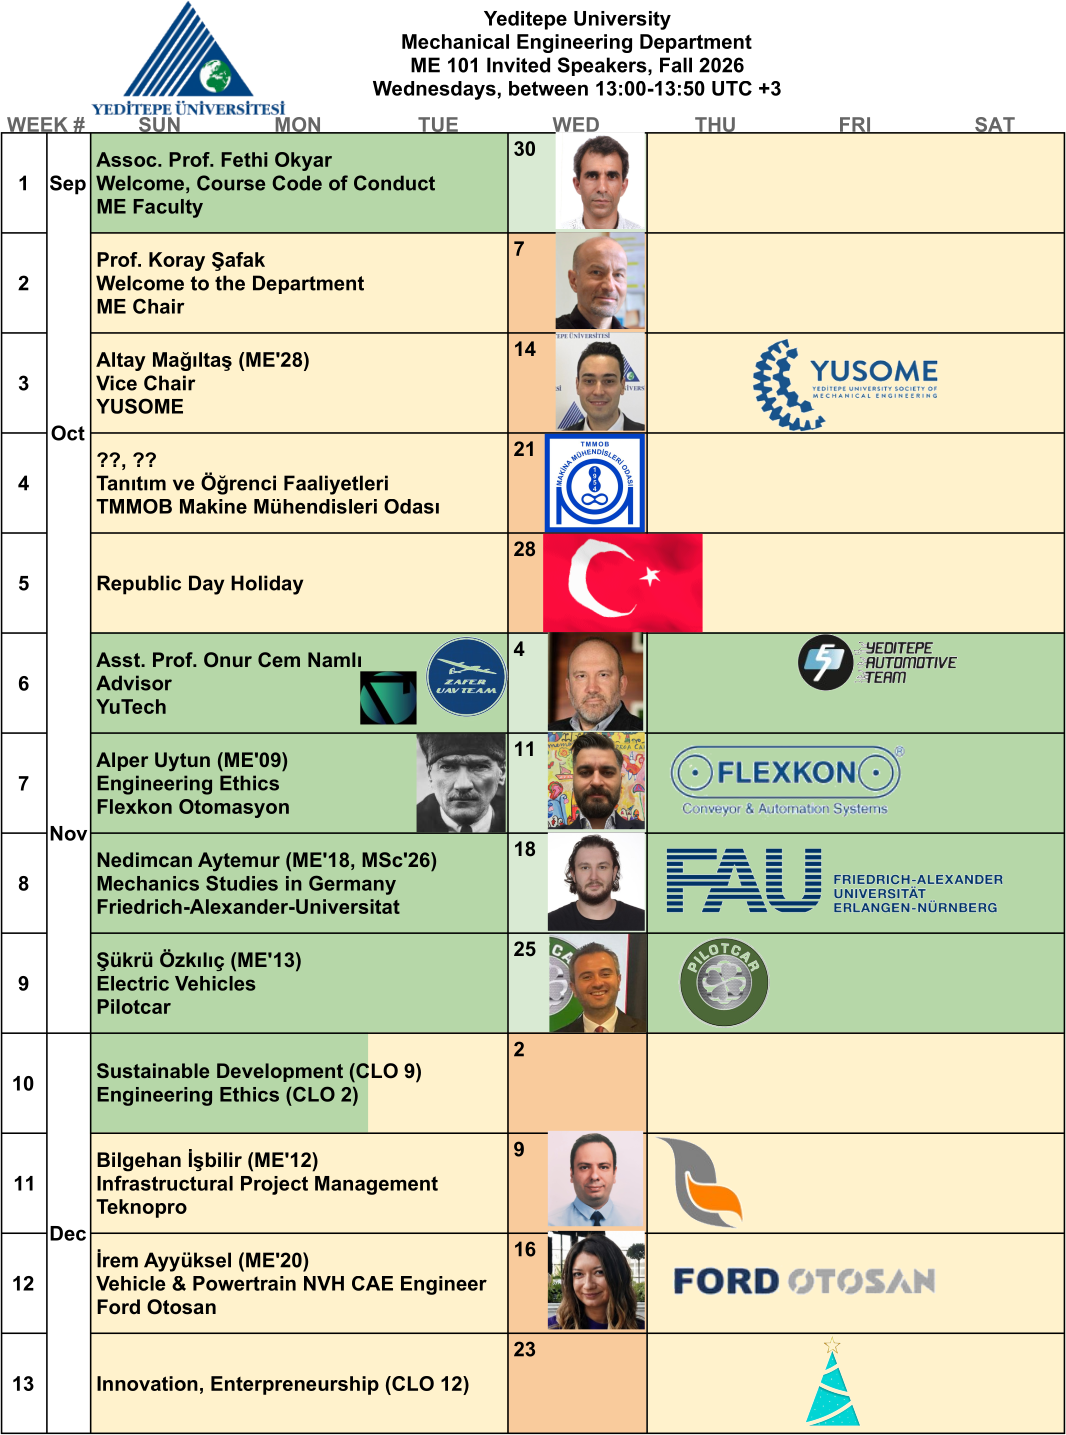 Yeditepe University
Mechanical Engineering Department
ME 101 Invited Speakers, Fall 2026
Wednesdays, between 13:00-13:50 UTC +3
YEDİTEPE ÜNİVERSİTESİ
WEEK # SUN MON TUE WED THU FRI SAT
1
Sep
Assoc. Prof. Fethi Okyar
Welcome, Course Code of Conduct
ME Faculty
30
2
Prof. Koray Şafak
Welcome to the Department
ME Chair
7
3
Altay Mağıltaş (ME'28)
Vice Chair
YUSOME
14
TEPE ÜNİVERSİTESİ
YUSOME
YEDITEPE UNIVERSITY SOCIETY OF
MECHANICAL ENGINEERING
Oct
4
??, ??
Tanıtım ve Öğrenci Faaliyetleri
TMMOB Makine Mühendisleri Odası
21
TMMOB
MAKİNA MÜHENDİSLERİ ODASI
1954
5
Republic Day Holiday
28
6
Asst. Prof. Onur Cem Namlı
Advisor
YuTech
ZAFER
UAV TEAM
4
YEDITEPE
AUTOMOTIVE
TEAM
7
Alper Uytun (ME'09)
Engineering Ethics
Flexkon Otomasyon
11
FLEXKON®
Conveyor & Automation Systems
Nov
8
Nedimcan Aytemur (ME'18, MSc'26)
Mechanics Studies in Germany
Friedrich-Alexander-Universitat
18
FAU
FRIEDRICH-ALEXANDER
UNIVERSITÄT
ERLANGEN-NÜRNBERG
9
Şükrü Özkılıç (ME'13)
Electric Vehicles
Pilotcar
25
PILOTCAR
10
Sustainable Development (CLO 9)
Engineering Ethics (CLO 2)
2
11
Bilgehan İşbilir (ME'12)
Infrastructural Project Management
Teknopro
9
Dec
12
İrem Ayyüksel (ME'20)
Vehicle & Powertrain NVH CAE Engineer
Ford Otosan
16
FORD OTOSAN
13
Innovation, Enterpreneurship (CLO 12)
23